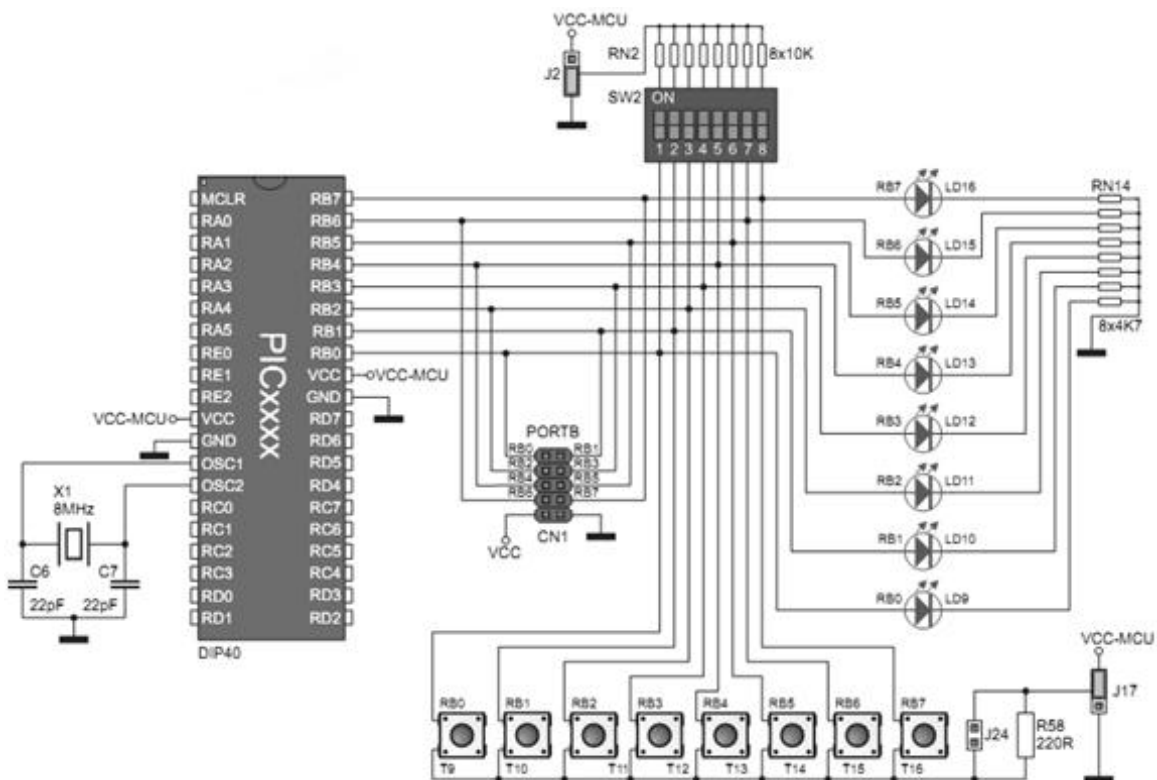 VCC-MCU
J2
RN2
8x10K
SW2
ON
1 2 3 4 5 6 7 8
MCLR RB7
RA0 RB6
RA1 RB5
RA2 RB4
RA3 RB3
RA4 RB2
RA5 RB1
RE0 RB0
RE1 VCC
RE2 GND
VCC RD7
GND RD6
OSC1 RD5
OSC2 RD4
RC0 RC7
RC1 RC6
RC2 RC5
RC3 RC4
RD0 RD3
RD1 RD2
PICxxxx
DIP40
VCC-MCU
VCC-MCU
X1
8MHz
C6 C7
22pF 22pF
PORTB
RB0 RB1
RB2 RB3
RB4 RB5
RB6 RB7
VCC
CN1
RB7 LD16
RB6 LD15
RB5 LD14
RB4 LD13
RB3 LD12
RB2 LD11
RB1 LD10
RB0 LD9
RN14
8x4K7
RB0 RB1 RB2 RB3 RB4 RB5 RB6 RB7
T9 T10 T11 T12 T13 T14 T15 T16
J24
R58
220R
VCC-MCU
J17